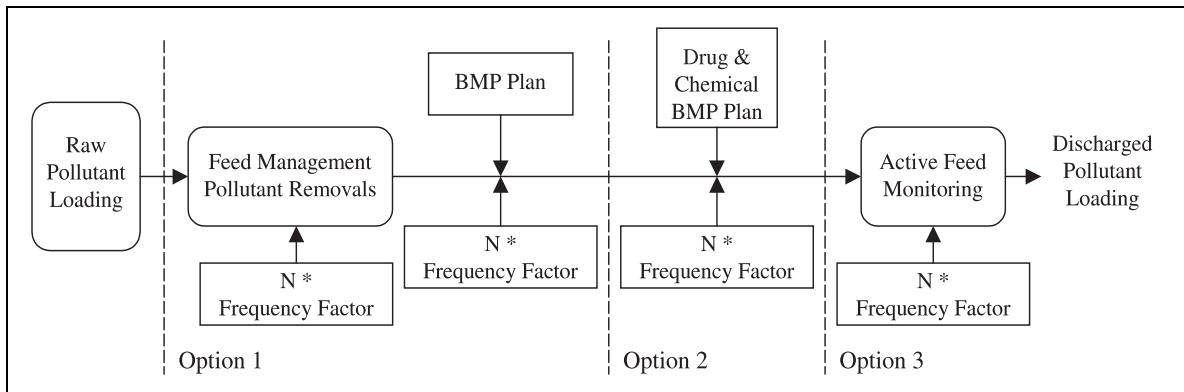 Raw
Pollutant
Loading
Feed Management
Pollutant Removals
N *
Frequency Factor
BMP Plan
N *
Frequency Factor
Option 1
Drug &
Chemical
BMP Plan
N *
Frequency Factor
Option 2
Active Feed
Monitoring
N *
Frequency Factor
Option 3
Discharged
Pollutant
Loading